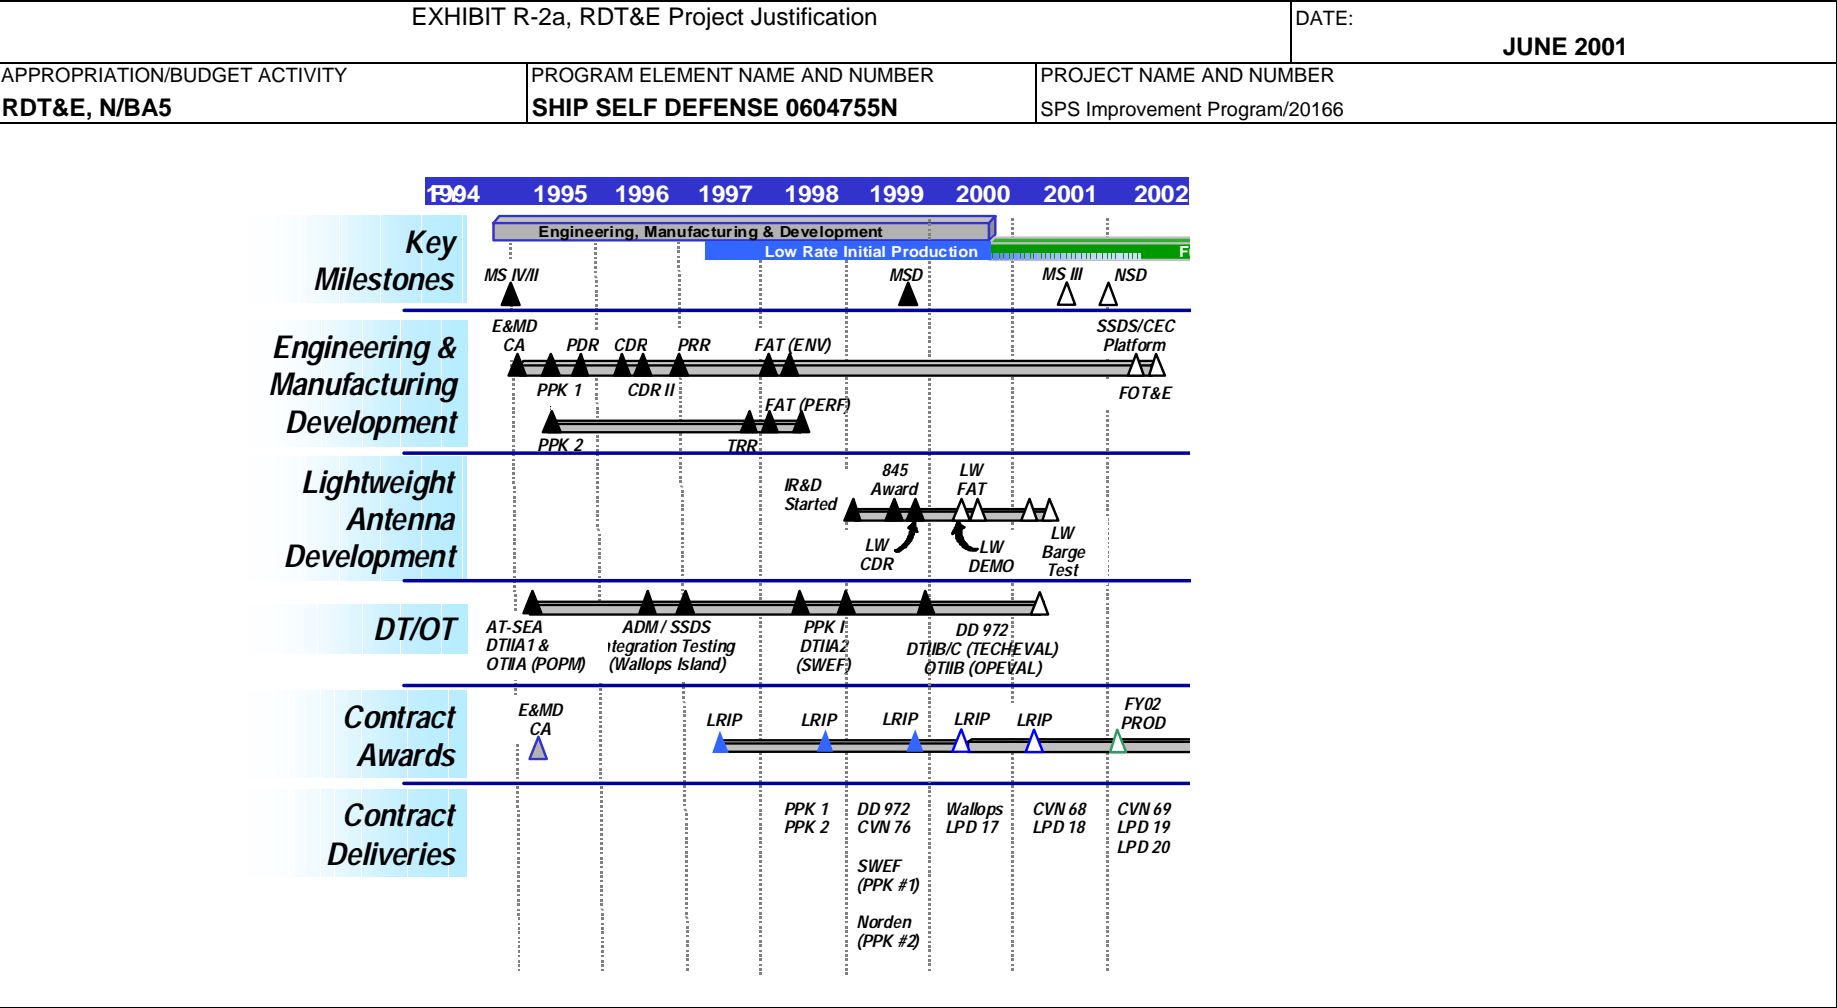 EXHIBIT R-2a, RDT&E Project Justification
DATE:
JUNE 2001
APPROPRIATION/BUDGET ACTIVITY
PROGRAM ELEMENT NAME AND NUMBER
PROJECT NAME AND NUMBER
RDT&E, N/BA5
SHIP SELF DEFENSE 0604755N
SPS Improvement Program/20166
1994 1995 1996 1997 1998 1999 2000 2001 2002
Key
Milestones
Engineering, Manufacturing & Development
Low Rate Initial Production
F
MS IV/II
MSD
MS III
NSD
Engineering &
Manufacturing
Development
E&MD
CA
PDR
CDR
PRR
FAT (ENV)
SSDS/CEC
Platform
PPK 1
CDR II
FOT&E
FAT (PERF)
PPK 2
TRR
Lightweight
Antenna
Development
IR&D
Started
845
Award
LW
FAT
LW
CDR
LW
DEMO
LW
Barge
Test
DT/OT
AT-SEA
DTIIA1 &
OTIIA (POPM)
ADM / SSDS
ntegration Testing
(Wallops Island)
PPK I
DTIIA2
(SWEF)
DD 972
DTIIB/C (TECHEVAL)
OTIIB (OPEVAL)
Contract
Awards
E&MD
CA
LRIP
LRIP
LRIP
LRIP
LRIP
FY02
PROD
Contract
Deliveries
PPK 1
PPK 2
DD 972
CVN 76
SWEF
(PPK #1)
Norden
(PPK #2)
Wallops
LPD 17
CVN 68
LPD 18
CVN 69
LPD 19
LPD 20